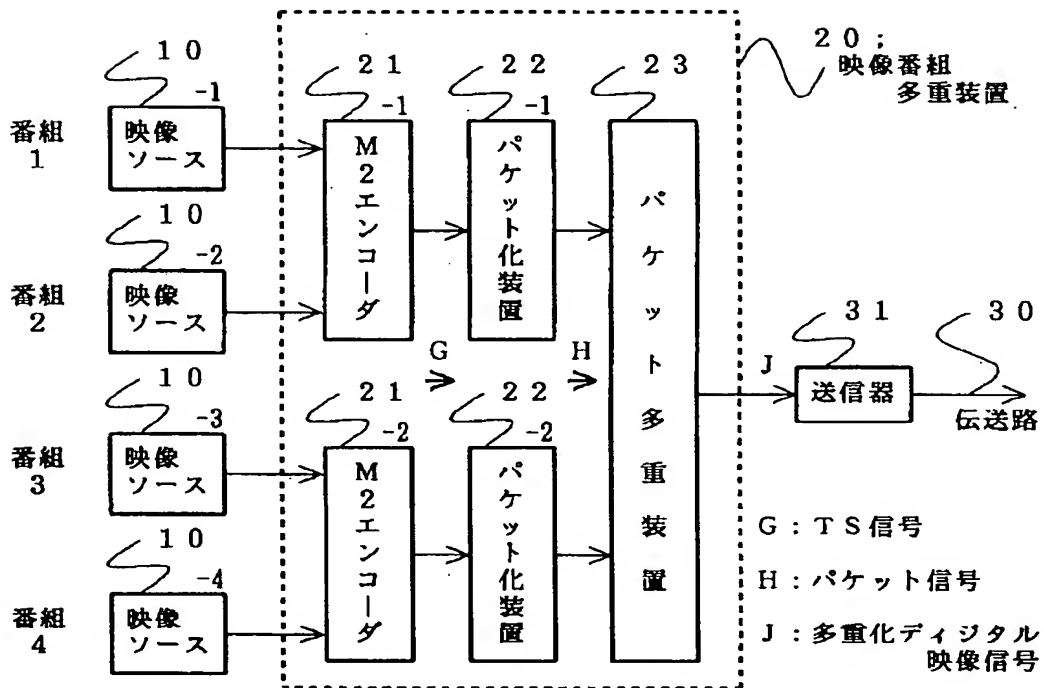 １０
-1
番組
1
映像
ソース
１０
-2
番組
2
映像
ソース
１０
-3
番組
3
映像
ソース
１０
-4
番組
4
映像
ソース
２１
-1
Ｍ２エンコーダ
２２
-1
パケット化装置
２３
パケット多重装置
２０；
映像番組
多重装置
G
H
２１
-2
Ｍ２エンコーダ
２２
-2
パケット化装置
J
３１
送信器
３０
伝送路
G：ＴＳ信号
H：パケット信号
J：多重化ディジタル
映像信号